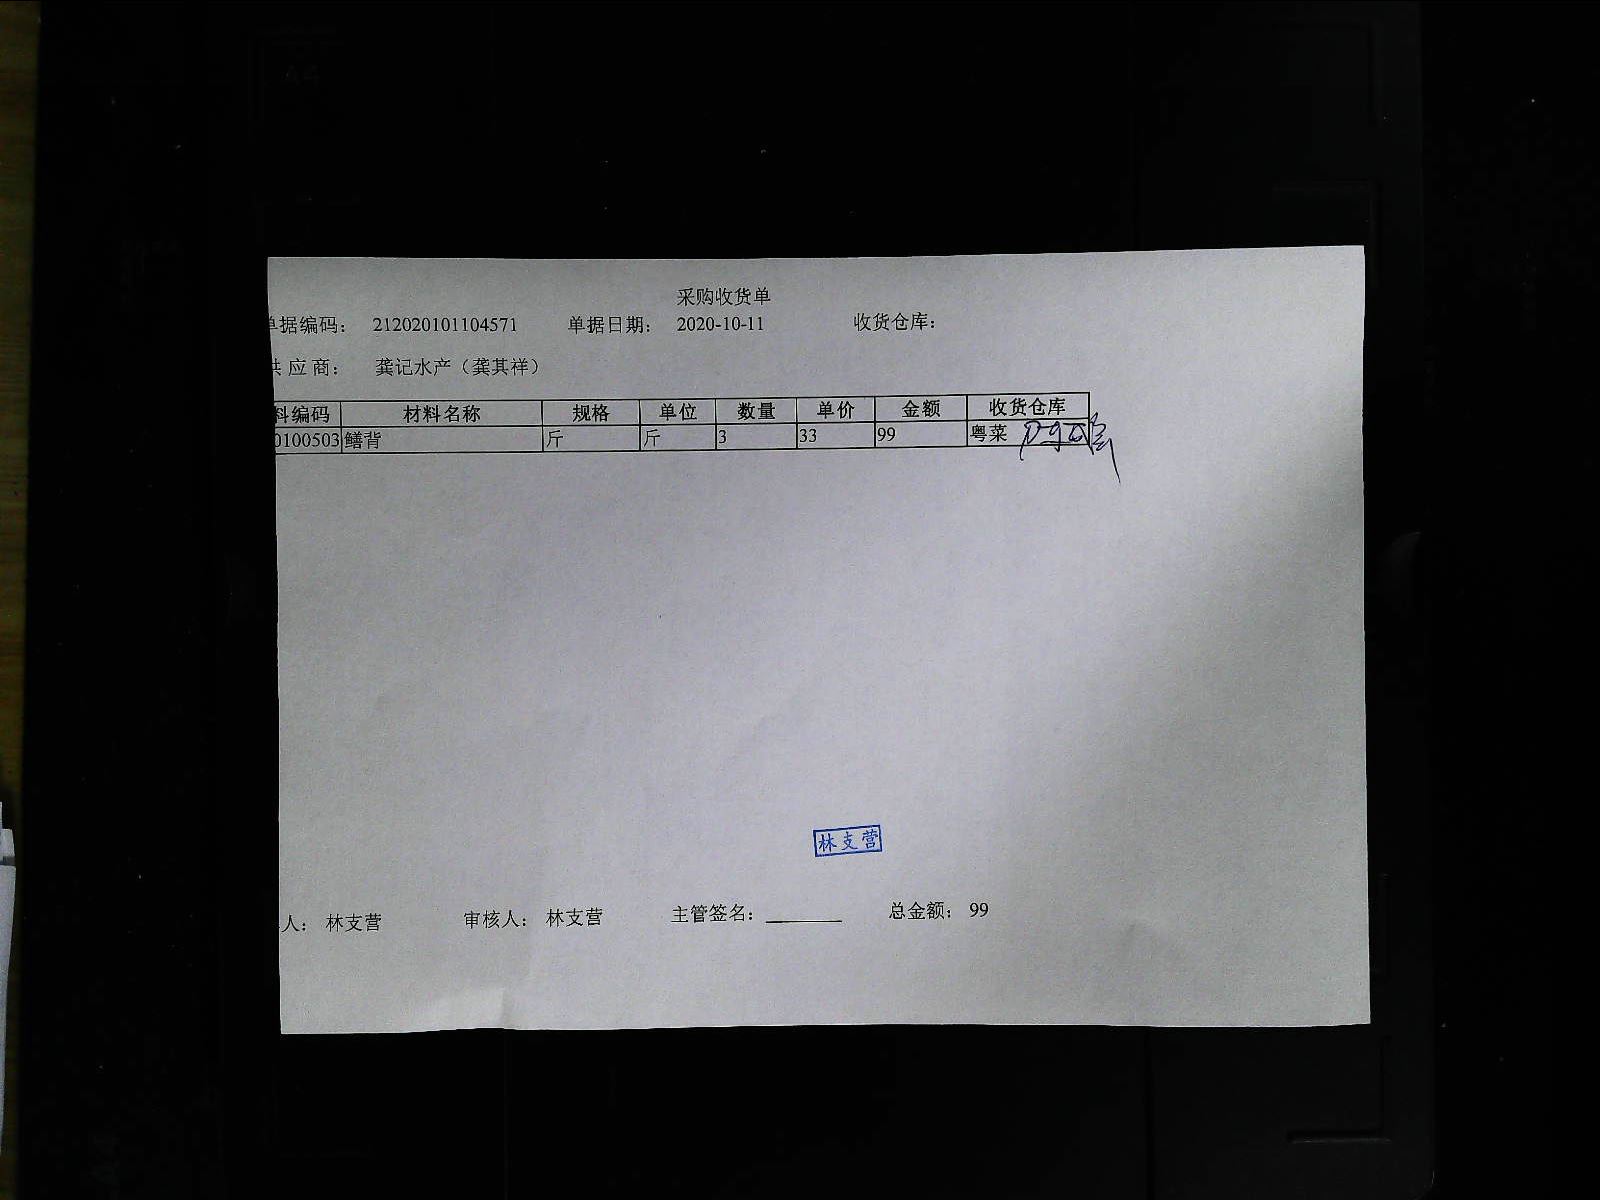 采购收货单
单据编码： 212020101104571 单据日期： 2020-10-11 收货仓库：
供应商： 龚记水产（龚其祥）
料编码 材料名称 规格 单位 数量 单价 金额 收货仓库
0100503 鳝背 斤 斤 3 33 99 粤菜
林支营
人： 林支营 审核人： 林支营 主管签名： 总金额： 99